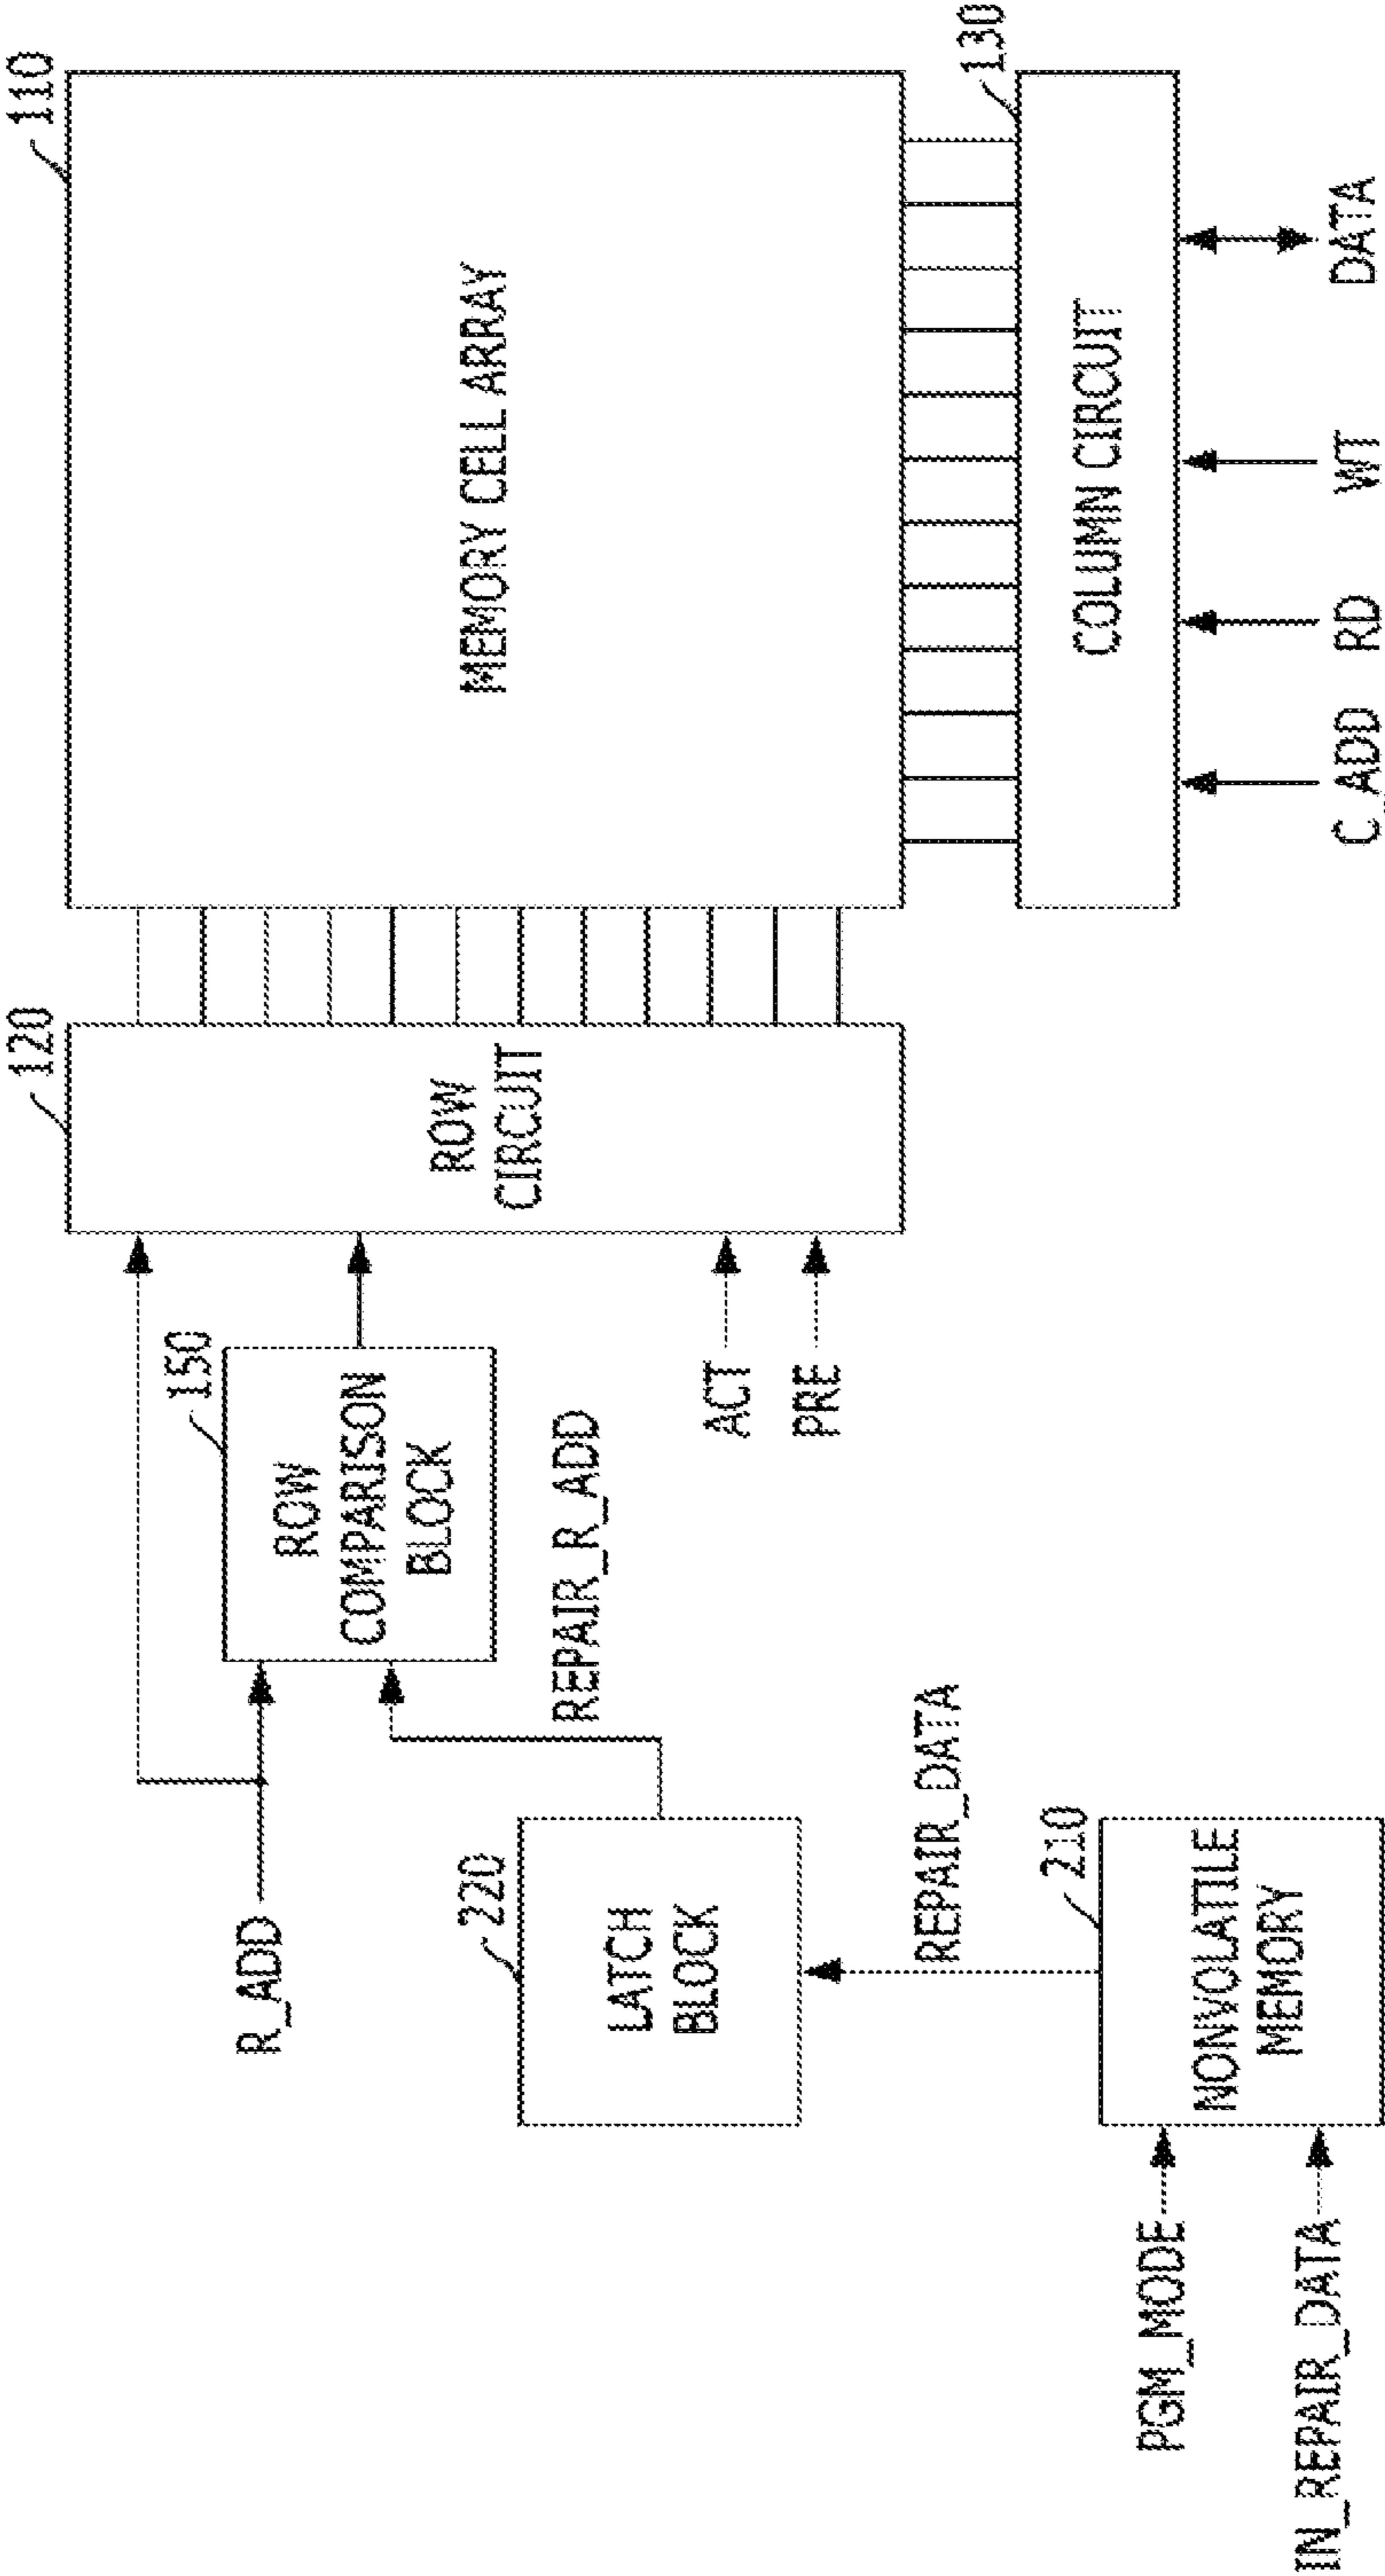 110
120
MEMORY CELL ARRAY
ROW
CIRCUIT
150
ROW
COMPARISON
BLOCK
R_ADD
REPAIR_R_ADD
220
LATCH
BLOCK
ACT
PRE
130
COLUMN CIRCUIT
REPAIR_DATA
210
NONVOLATILE
MEMORY
PGM_MODE
IN_REPAIR_DATA
C_ADD
RD
WT
DATA